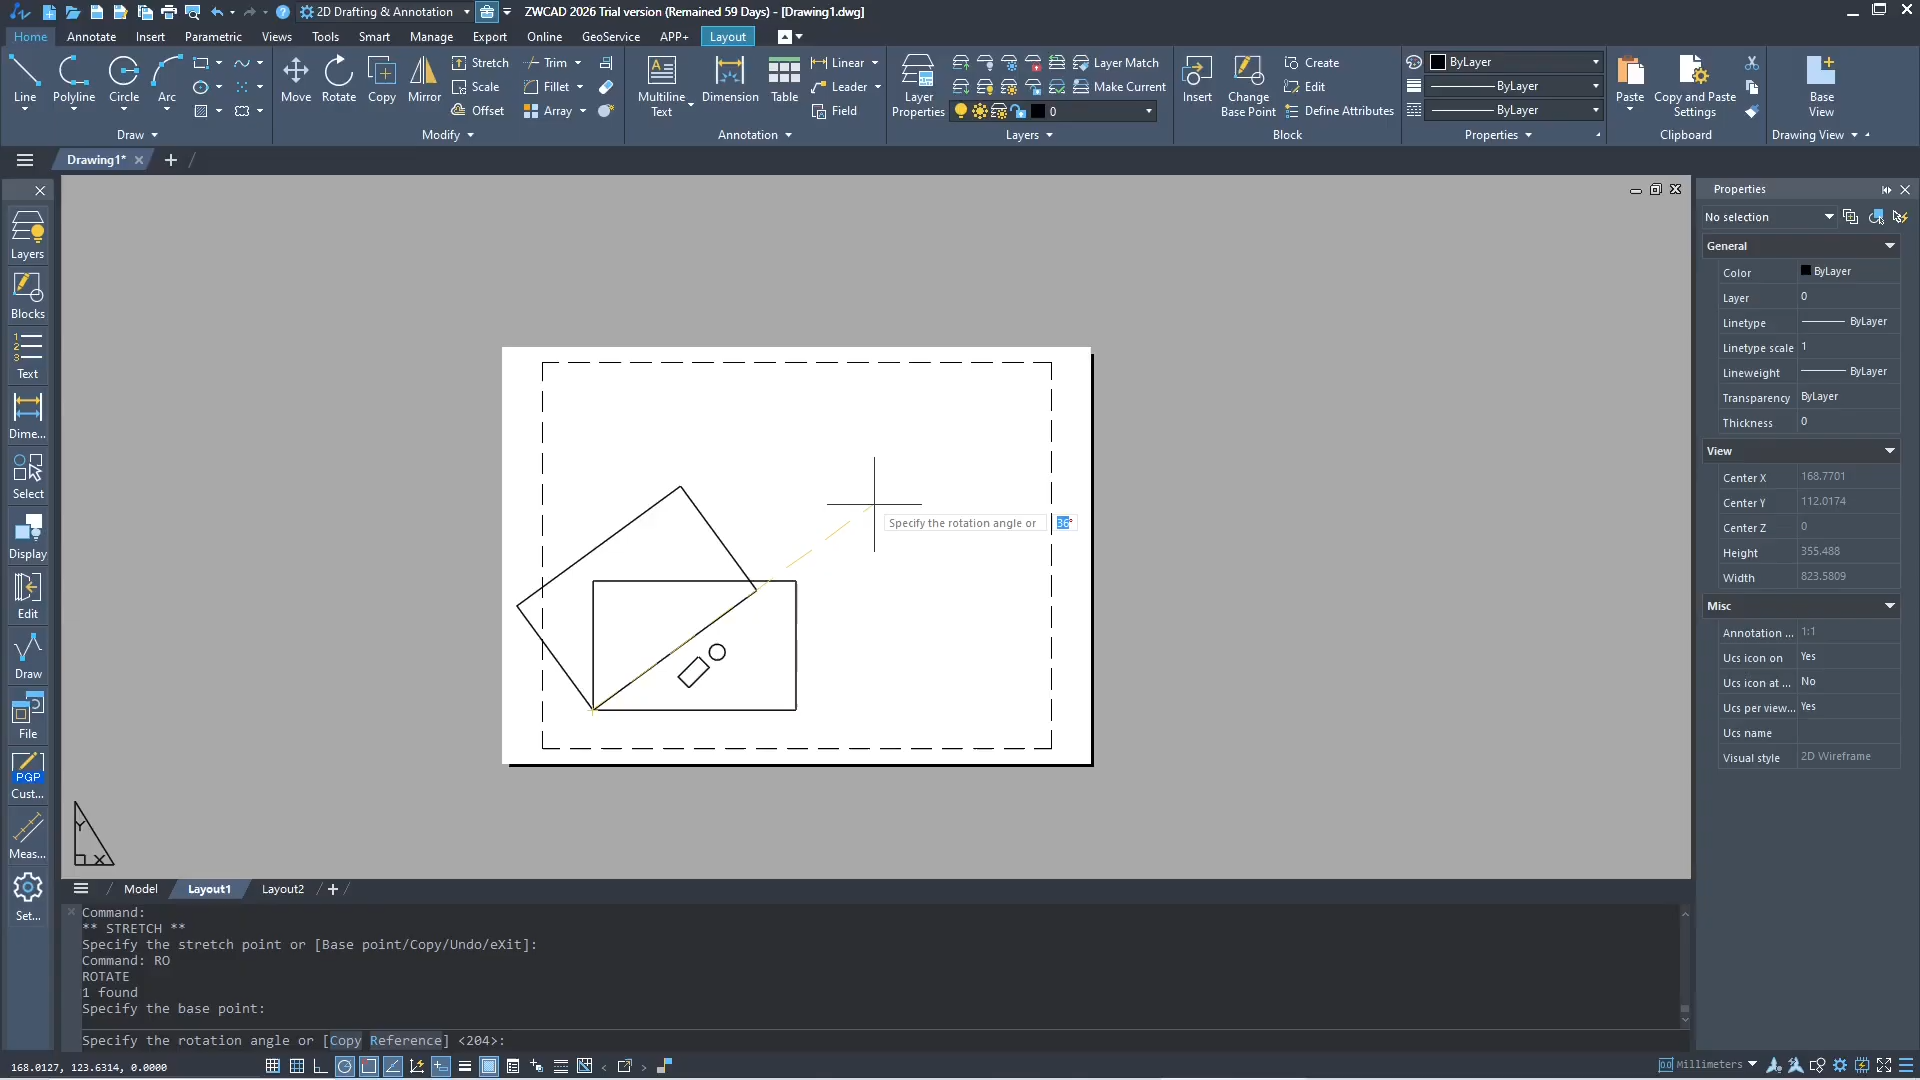 2D Drafting & Annotation
ZWCAD 2026 Trial version (Remained 59 Days) - [Drawing1.dwg]
Home Annotate Insert Parametric Views Tools Smart Manage Export Online GeoService APP+ Layout
Line Polyline Circle Arc
Draw
Move Rotate Copy Mirror
Stretch Trim
Scale Fillet
Offset Array
Modify
Multiline Text
Dimension
Table
Linear
Leader
Field
Annotation
Layer Properties
Layer Match
Make Current
0
Layers
Insert
Change Base Point
Create
Edit
Define Attributes
Block
ByLayer
ByLayer
ByLayer
Properties
Paste
Copy and Paste Settings
Clipboard
Base View
Drawing View
Drawing1*
Layers
Blocks
Text
Dime...
Select
Display
Edit
Draw
File
PGP
Cust...
Meas...
Set...
Specify the rotation angle or 36°
Y
X
Properties
No selection
General
Color ByLayer
Layer 0
Linetype ByLayer
Linetype scale 1
Lineweight ByLayer
Transparency ByLayer
Thickness 0
View
Center X 168.7701
Center Y 112.0174
Center Z 0
Height 355.488
Width 823.5809
Misc
Annotation ... 1:1
Ucs icon on Yes
Ucs icon at ... No
Ucs per view... Yes
Ucs name
Visual style 2D Wireframe
Model Layout1 Layout2
Command:
** STRETCH **
Specify the stretch point or [Base point/Copy/Undo/eXit]:
Command: RO
ROTATE
1 found
Specify the base point:
Specify the rotation angle or [Copy Reference] <204>:
168.0127, 123.6314, 0.0000
Millimeters